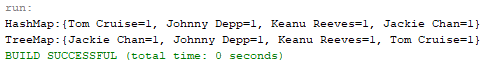 run:
HashMap:{Tom Cruise=1, Johnny Depp=1, Keanu Reeves=1, Jackie Chan=1}
TreeMap:{Jackie Chan=1, Johnny Depp=1, Keanu Reeves=1, Tom Cruise=1}
BUILD SUCCESSFUL (total time: 0 seconds)